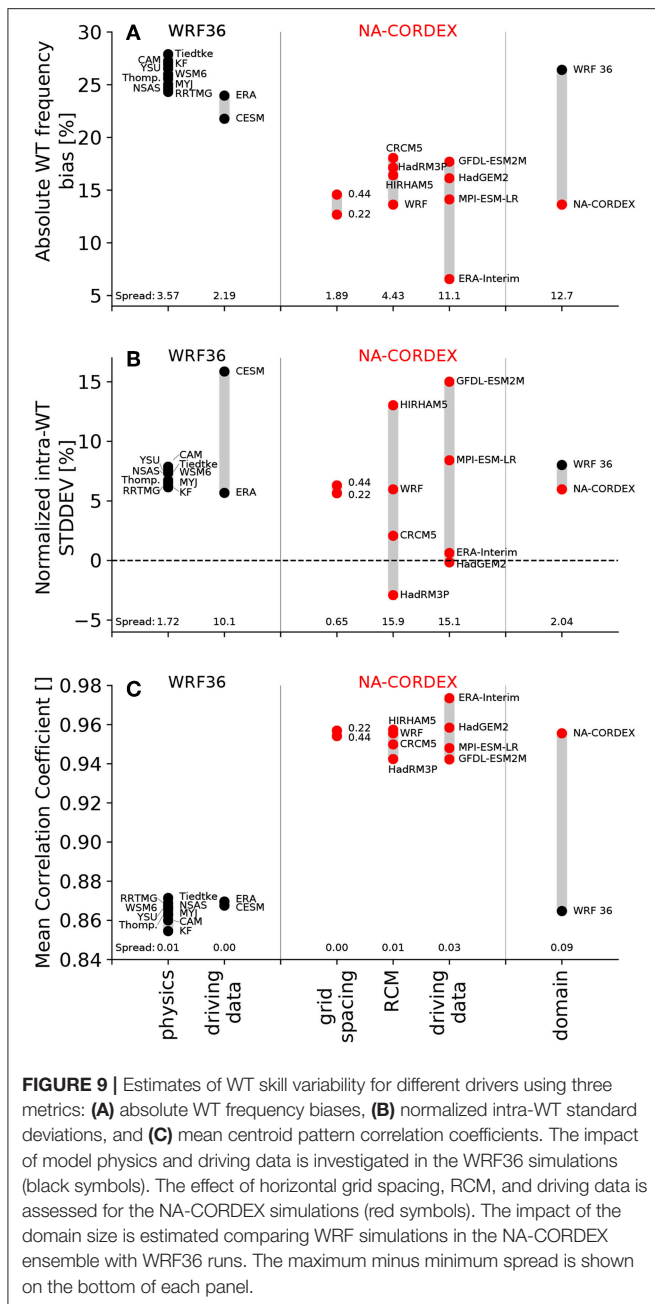 A
WRF36
NA-CORDEX
Absolute WT frequency
bias [%]
30
25
20
15
10
5
Tiedtke
CAM
KF
YSU
WSM6
Thomp.
MYJ
NSAS
RRTMG
ERA
CESM
0.44
0.22
CRCM5
HadRM3P
HIRHAM5
WRF
GFDL-ESM2M
HadGEM2
MPI-ESM-LR
ERA-Interim
WRF 36
NA-CORDEX
Spread: 3.57 2.19 1.89 4.43 11.1 12.7
B
WRF36
NA-CORDEX
Normalized intra-WT
STDDEV [%]
15
10
5
0
−5
CAM
YSU
Tiedtke
NSAS
WSM6
Thomp.
MYJ
RRTMG
KF
CESM
ERA
0.44
0.22
HIRHAM5
WRF
CRCM5
HadRM3P
GFDL-ESM2M
MPI-ESM-LR
ERA-Interim
HadGEM2
WRF 36
NA-CORDEX
Spread: 1.72 10.1 0.65 15.9 15.1 2.04
C
WRF36
NA-CORDEX
Mean Correlation Coefficient []
0.98
0.96
0.94
0.92
0.90
0.88
0.86
0.84
RRTMG
Tiedtke
WSM6
NSAS
YSU
MYJ
Thomp.
CAM
KF
ERA
CESM
0.22
0.44
HIRHAM5
WRF
CRCM5
HadRM3P
ERA-Interim
HadGEM2
MPI-ESM-LR
GFDL-ESM2M
NA-CORDEX
WRF 36
Spread: 0.01 0.00 0.00 0.01 0.03 0.09
physics
driving
data
grid
spacing
RCM
driving
data
domain
FIGURE 9 | Estimates of WT skill variability for different drivers using three
metrics: (A) absolute WT frequency biases, (B) normalized intra-WT standard
deviations, and (C) mean centroid pattern correlation coefficients. The impact
of model physics and driving data is investigated in the WRF36 simulations
(black symbols). The effect of horizontal grid spacing, RCM, and driving data is
assessed for the NA-CORDEX simulations (red symbols). The impact of the
domain size is estimated comparing WRF simulations in the NA-CORDEX
ensemble with WRF36 runs. The maximum minus minimum spread is shown
on the bottom of each panel.